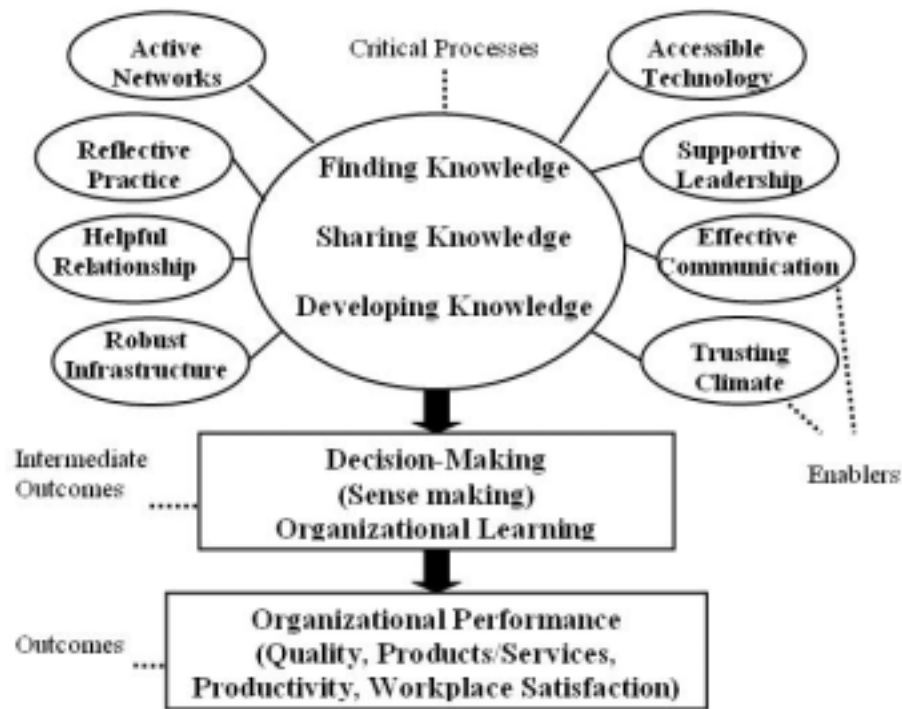 Active
Networks
Critical Processes
Accessible
Technology
Reflective
Practice
Finding Knowledge
Supportive
Leadership
Helpful
Relationship
Sharing Knowledge
Effective
Communication
Developing Knowledge
Robust
Infrastructure
Trusting
Climate
Intermediate
Outcomes
Decision-Making
(Sense making)
Organizational Learning
Enablers
Outcomes
Organizational Performance
(Quality, Products/Services,
Productivity, Workplace Satisfaction)